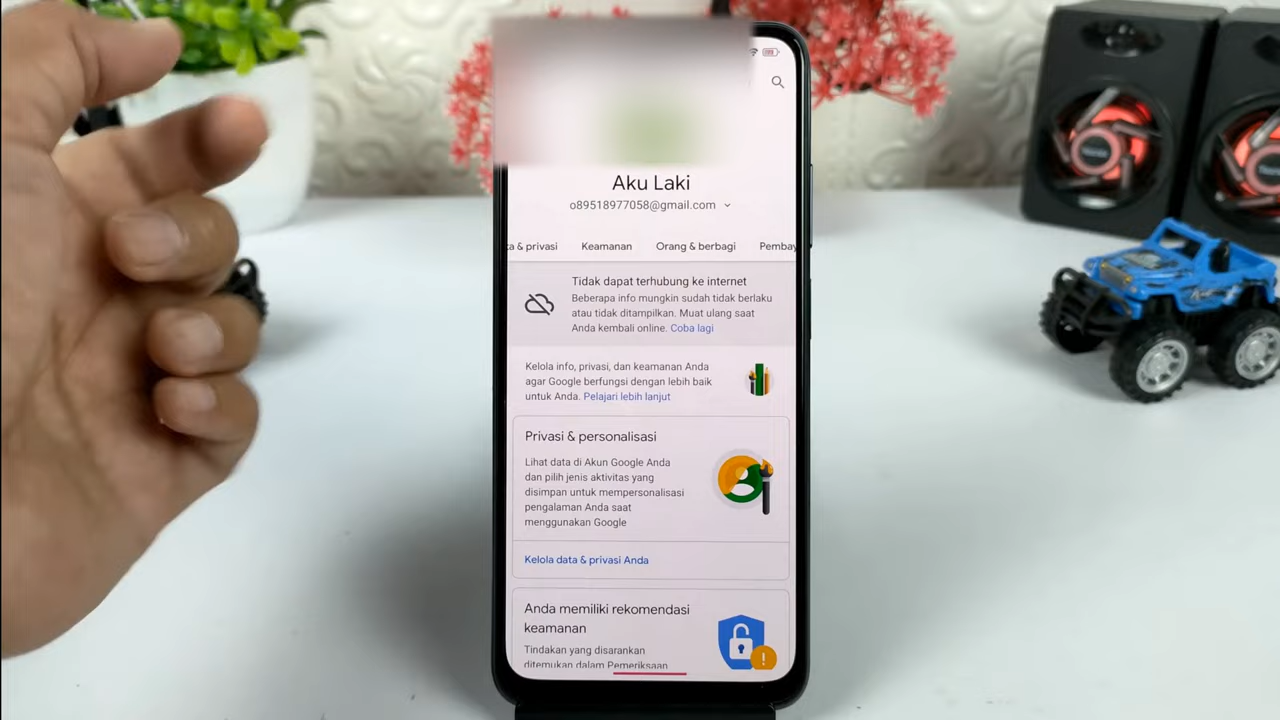 Aku Laki
o89518977058@gmail.com
a & privasi Keamanan Orang & berbagi Pembay
Tidak dapat terhubung ke internet
Beberapa info mungkin sudah tidak berlaku
atau tidak ditampilkan. Muat ulang saat
Anda kembali online. Coba lagi
Kelola info, privasi, dan keamanan Anda
agar Google berfungsi dengan lebih baik
untuk Anda. Pelajari lebih lanjut
Privasi & personalisasi
Lihat data di Akun Google Anda
dan pilih jenis aktivitas yang
disimpan untuk mempersonalisasi
pengalaman Anda saat
menggunakan Google
Kelola data & privasi Anda
Anda memiliki rekomendasi
keamanan
Tindakan yang disarankan
ditemukan dalam Pemeriksaan